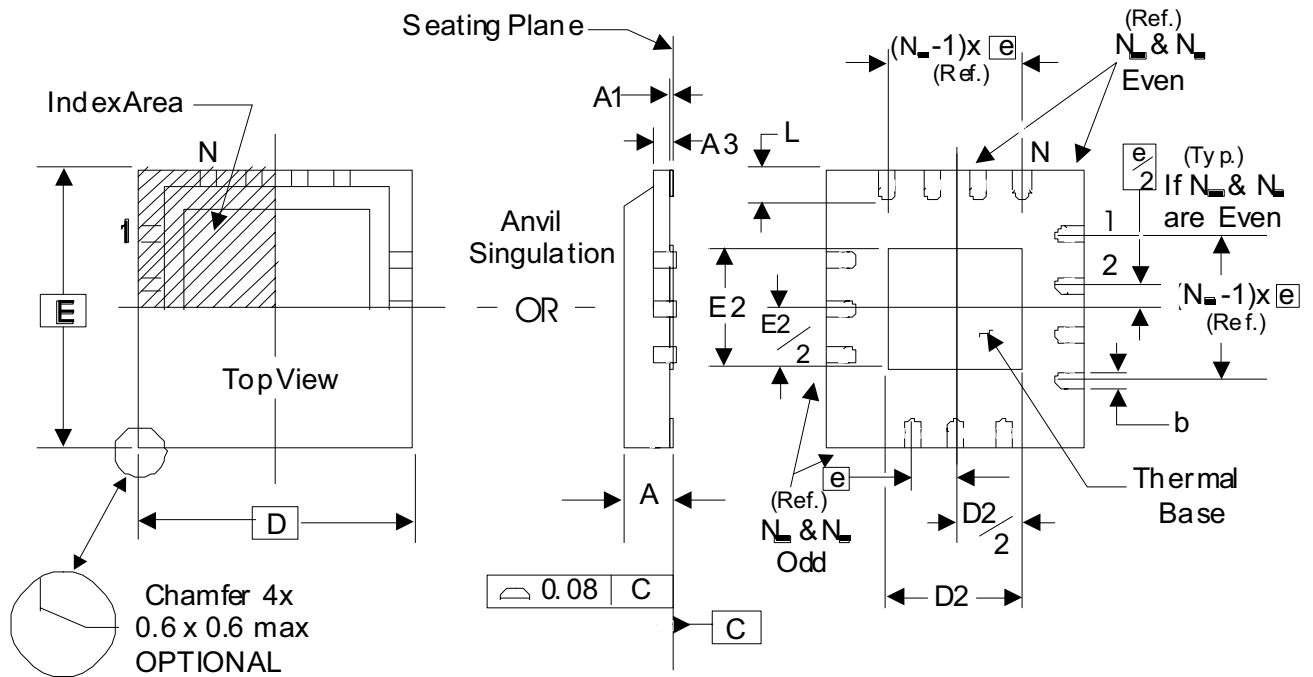 Seating Plane
(Ref.)
N & N
Even
(N -1)x e
(Ref.)
Index Area
A1
A3
L
N
N
e/2
(Typ.)
If N & N
are Even
1
Anvil
Singulation
OR
1
2
E
E2
E2/2
(N -1)x e
(Ref.)
Top View
b
A
e
Thermal
Base
D
(Ref.)
N & N
Odd
D2/2
D2
0.08 C
C
Chamfer 4x
0.6 x 0.6 max
OPTIONAL